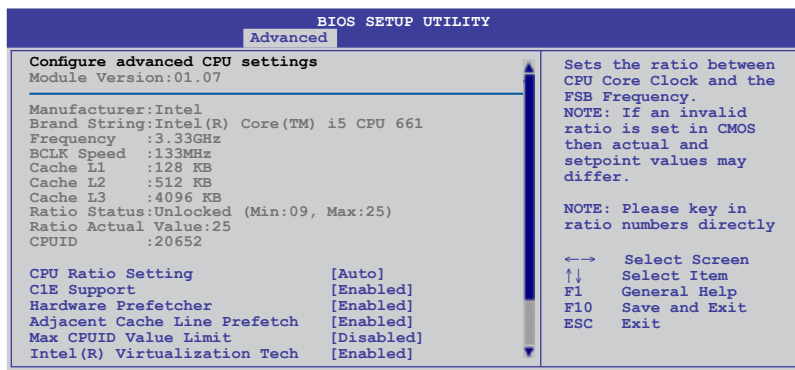 BIOS SETUP UTILITY
Advanced
Configure advanced CPU settings
Module Version:01.07
Manufacturer:Intel
Brand String:Intel(R) Core(TM) i5 CPU 661
Frequency :3.33GHz
BCLK Speed :133MHz
Cache L1 :128 KB
Cache L2 :512 KB
Cache L3 :4096 KB
Ratio Status:Unlocked (Min:09, Max:25)
Ratio Actual Value:25
CPUID :20652
CPU Ratio Setting [Auto]
C1E Support [Enabled]
Hardware Prefetcher [Enabled]
Adjacent Cache Line Prefetch [Enabled]
Max CPUID Value Limit [Disabled]
Intel(R) Virtualization Tech [Enabled]
Sets the ratio between
CPU Core Clock and the
FSB Frequency.
NOTE: If an invalid
ratio is set in CMOS
then actual and
setpoint values may
differ.
NOTE: Please key in
ratio numbers directly
←→ Select Screen
↑↓ Select Item
F1 General Help
F10 Save and Exit
ESC Exit